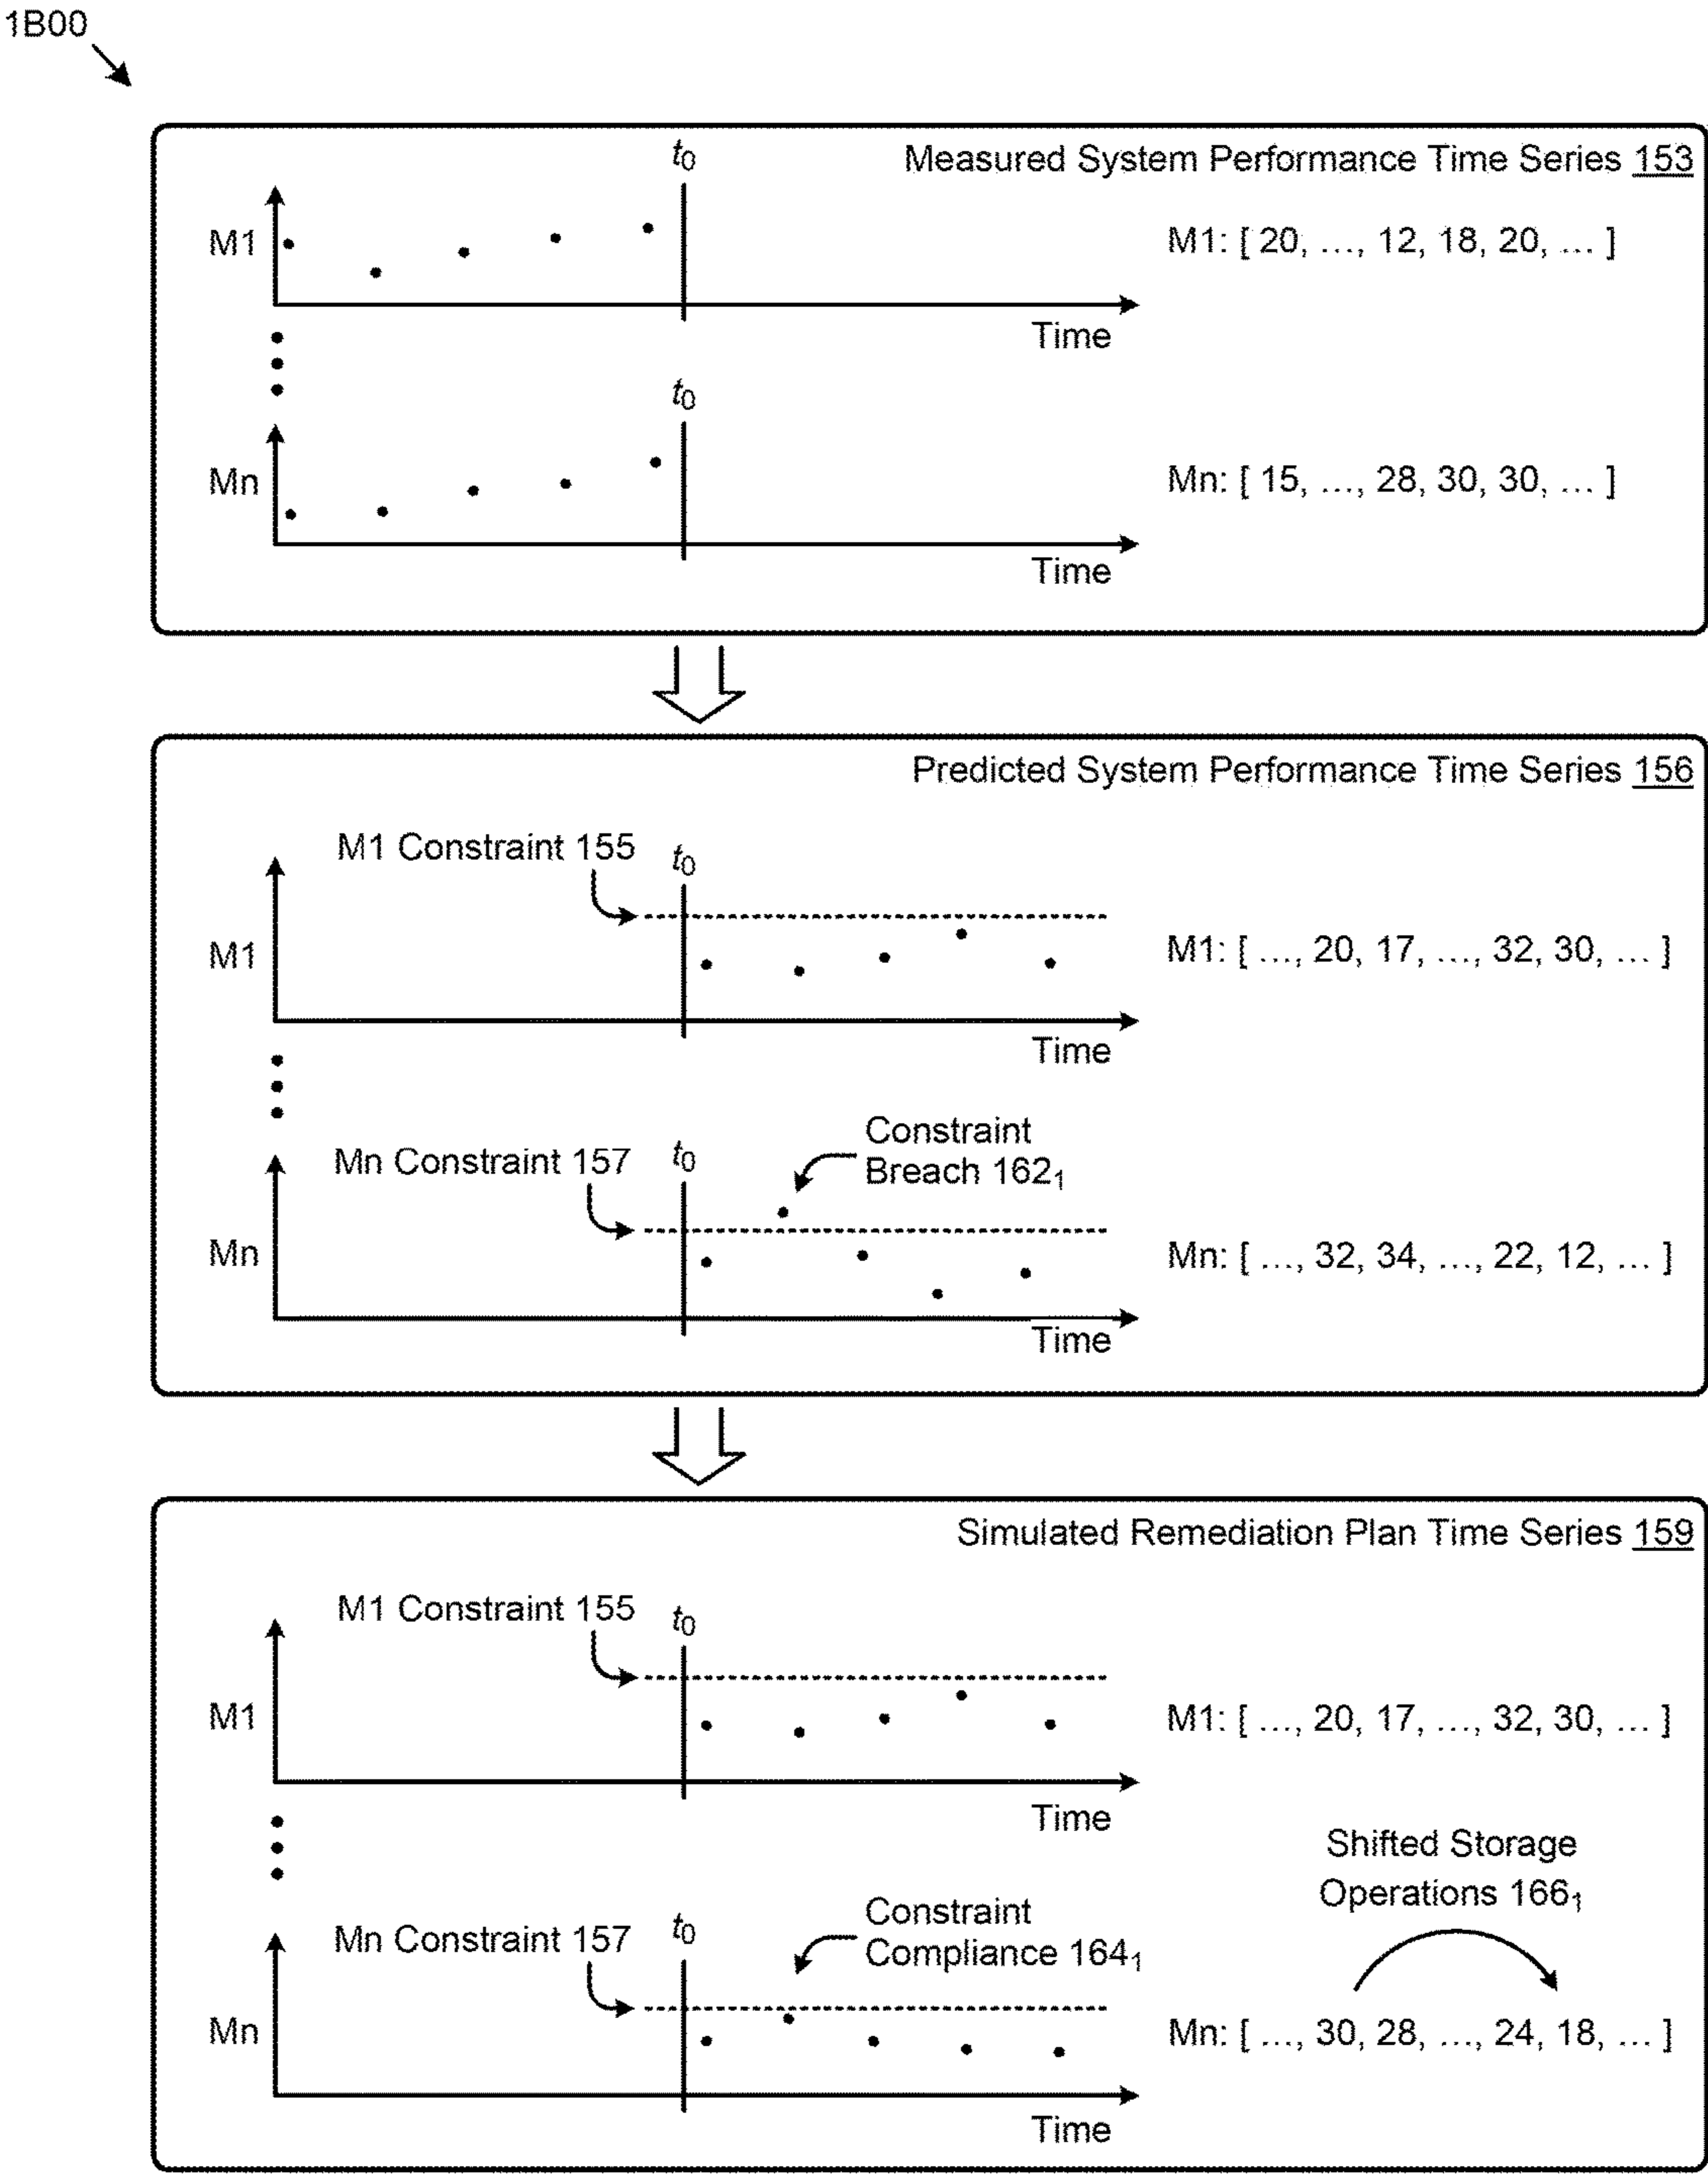 1B00
Measured System Performance Time Series 153
t0
M1
M1: [ 20, ..., 12, 18, 20, ... ]
Time
t0
Mn
Mn: [ 15, ..., 28, 30, 30, ... ]
Time
Predicted System Performance Time Series 156
M1 Constraint 155
t0
M1
M1: [ ..., 20, 17, ..., 32, 30, ... ]
Time
Constraint
Breach 162₁
Mn Constraint 157
t0
Mn
Mn: [ ..., 32, 34, ..., 22, 12, ... ]
Time
Simulated Remediation Plan Time Series 159
M1 Constraint 155
t0
M1
M1: [ ..., 20, 17, ..., 32, 30, ... ]
Time
Shifted Storage
Operations 166₁
Constraint
Compliance 164₁
Mn Constraint 157
t0
Mn
Mn: [ ..., 30, 28, ..., 24, 18, ... ]
Time